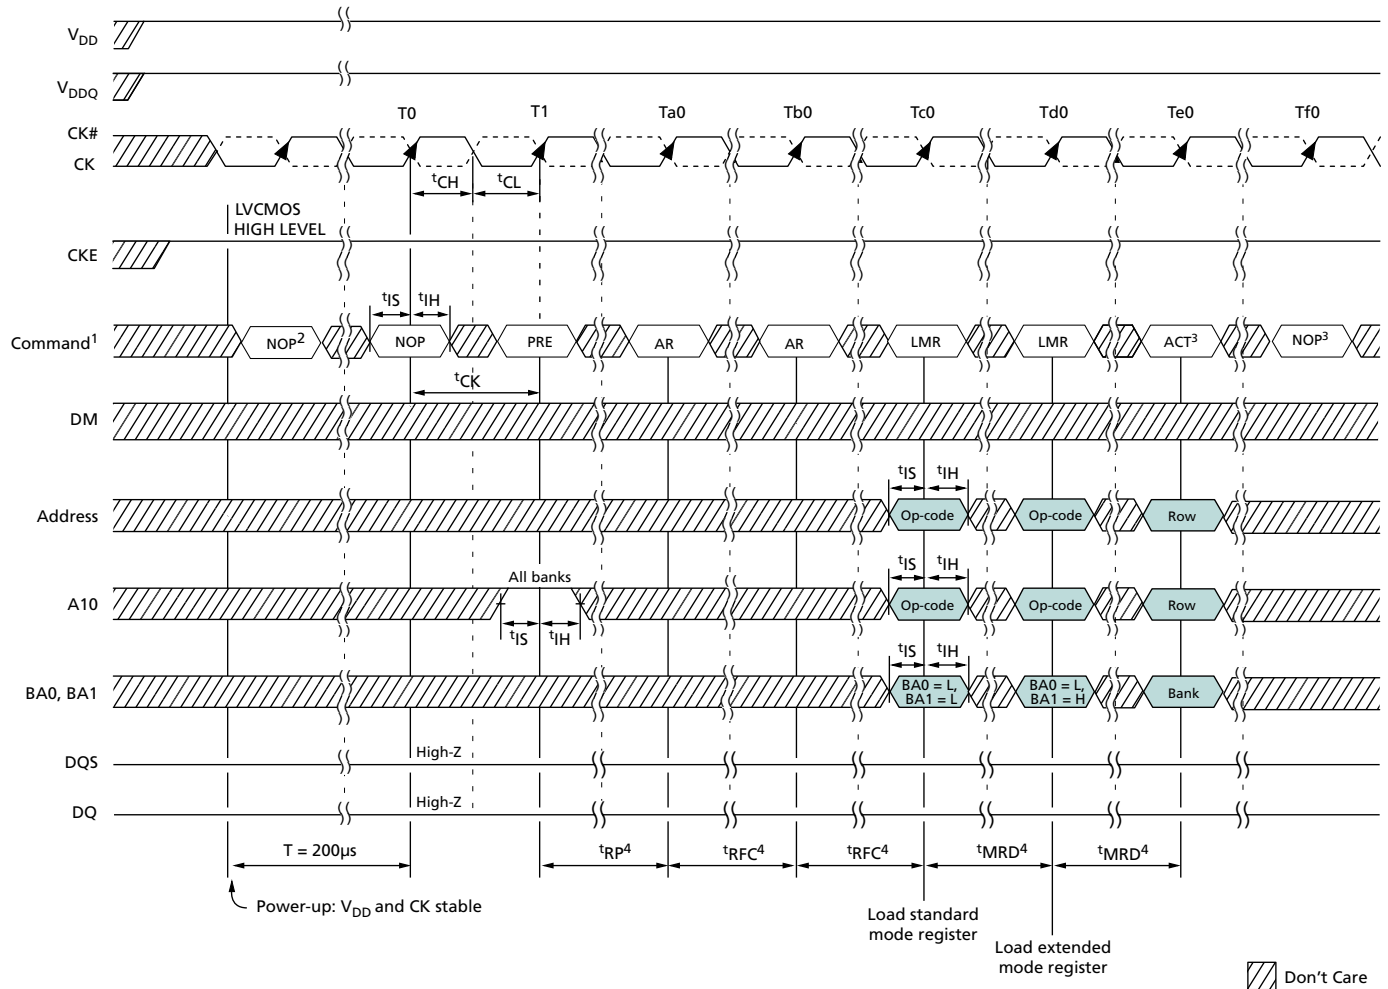 VDD
VDDQ
T0 T1 Ta0 Tb0 Tc0 Td0 Te0 Tf0
CK#
CK
tCH tCL
LVCMOS
HIGH LEVEL
CKE
tIS tIH
Command1 NOP2 NOP PRE AR AR LMR LMR ACT3 NOP3
tCK
DM
tIS tIH
Address Op-code Op-code Row
tIS tIH
All banks
A10 Op-code Op-code Row
tIS tIH
tIS tIH
BA0, BA1 BA0 = L, BA1 = L BA0 = L, BA1 = H Bank
DQS High-Z
DQ High-Z
T = 200µs tRP4 tRFC4 tRFC4 tMRD4 tMRD4
Power-up: VDD and CK stable
Load standard
mode register
Load extended
mode register
Don't Care